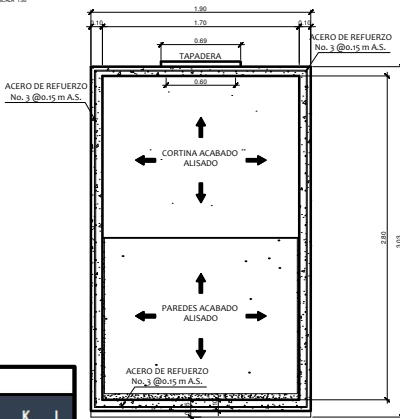 1.90
0.10 1.70 0.10
0.69
TAPADERA
0.60
ACERO DE REFUERZO
No. 3 @0.15 m A.S.
ACERO DE REFUERZO
No. 3 @0.15 m A.S.
CORTINA ACABADO
ALISADO
2.80
3.03
PAREDES ACABADO
ALISADO
ACERO DE REFUERZO
No. 3 @0.15 m A.S.
K L